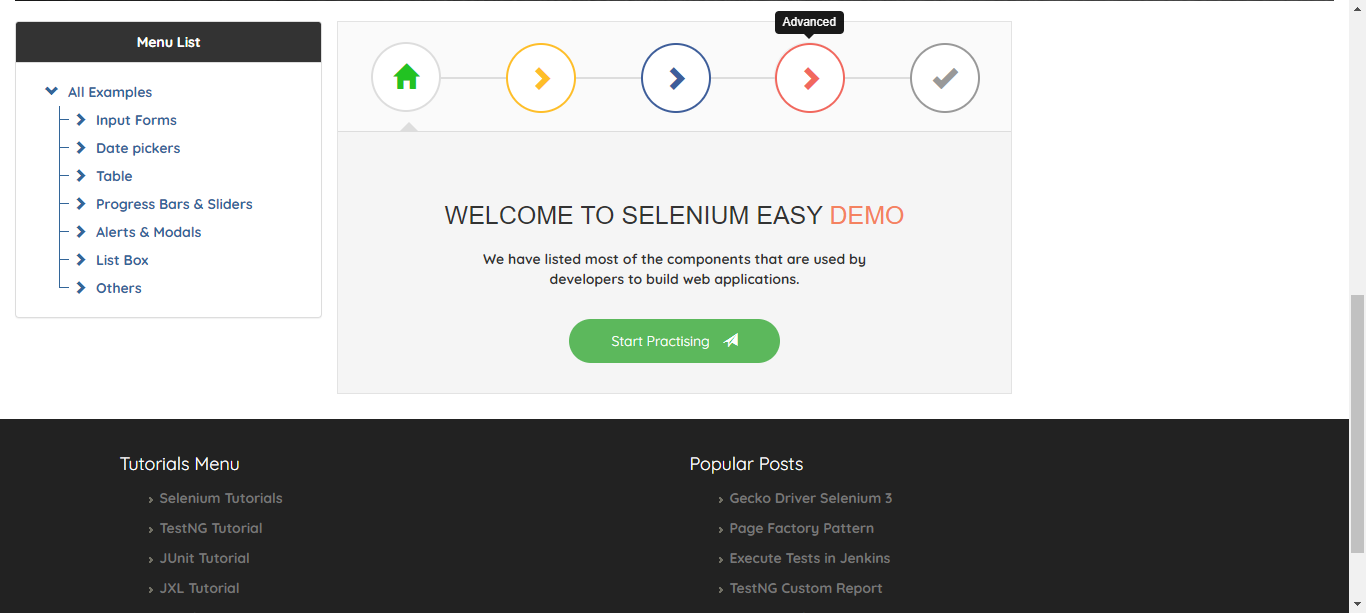 Menu List
All Examples
Input Forms
Date pickers
Table
Progress Bars & Sliders
Alerts & Modals
List Box
Others
Advanced
WELCOME TO SELENIUM EASY DEMO
We have listed most of the components that are used by
developers to build web applications.
Start Practising
Tutorials Menu
Selenium Tutorials
TestNG Tutorial
JUnit Tutorial
JXL Tutorial
Popular Posts
Gecko Driver Selenium 3
Page Factory Pattern
Execute Tests in Jenkins
TestNG Custom Report